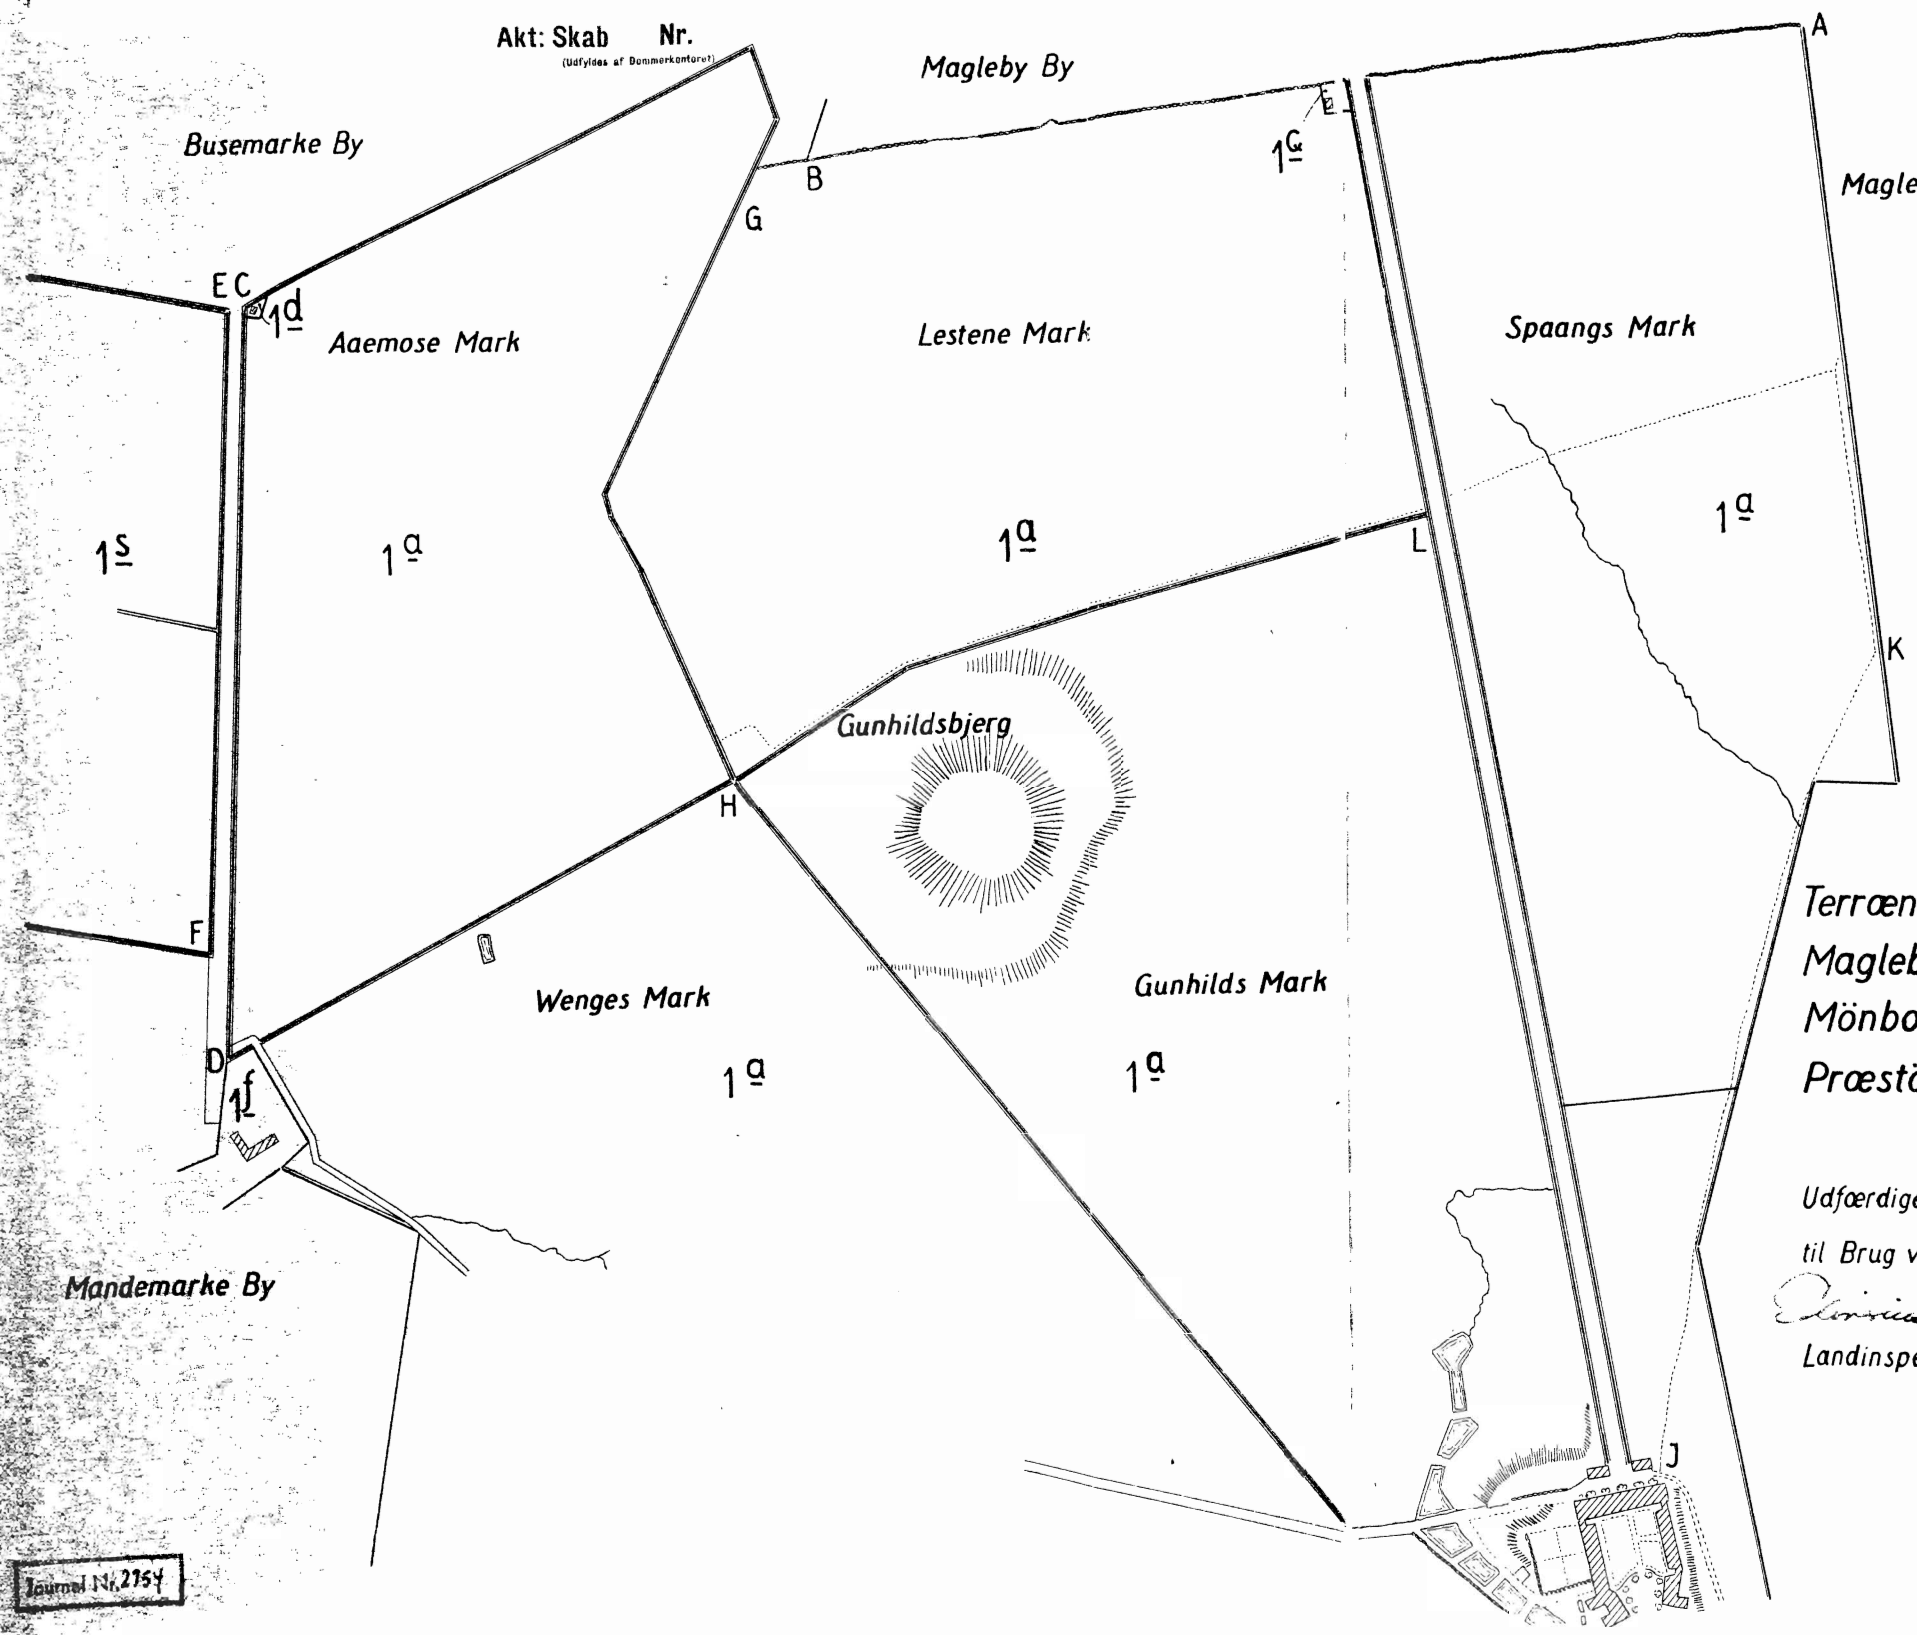 Akt: Skab Nr.
(Udfyldes af Dommerkontoret)
Magleby By
A
Busemarke By
1c
B
Magle
G
E C
1d
Aaemose Mark
Lestene Mark
Spaangs Mark
1s
1a
1a
1a
L
K
Gunhildsbjerg
H
F
Terræn
Magleb
Wenges Mark
Gunhilds Mark
Mönbo
D
1f
1a
1a
Præstö
Udfærdige
til Brug v
Mandemarke By
Landinspe
J
Journal Nr. 2754